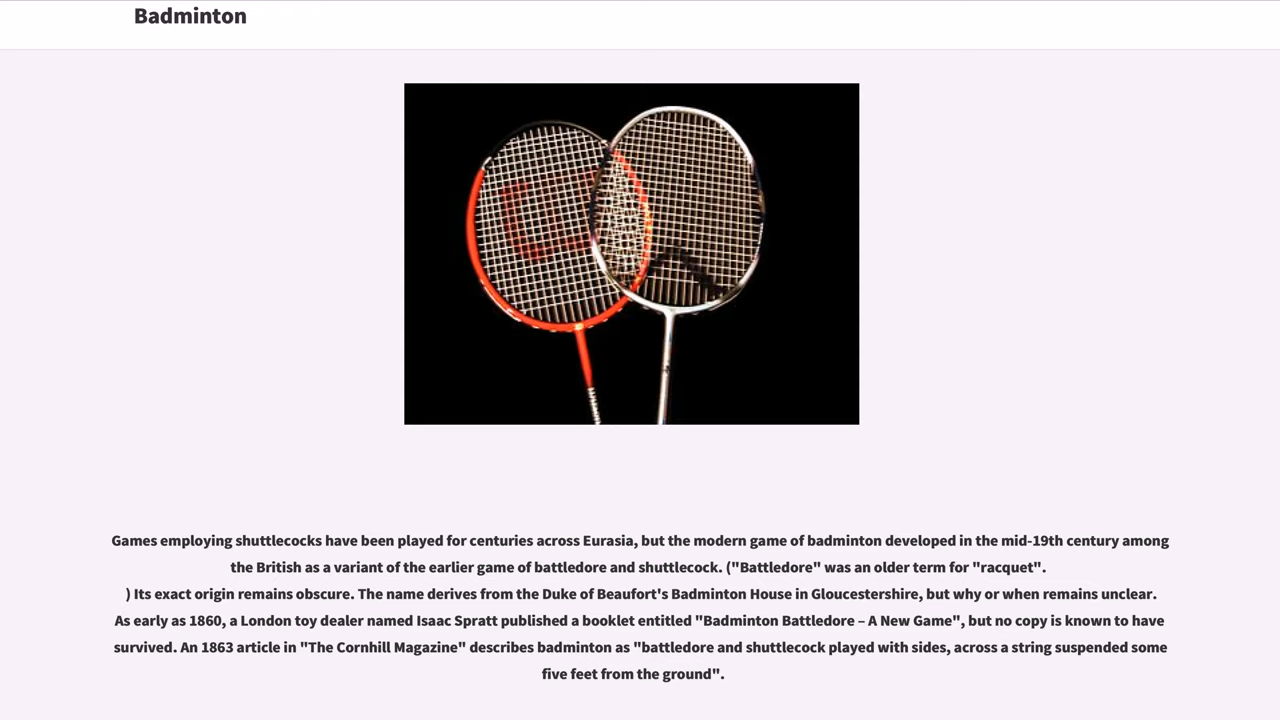 Badminton
Games employing shuttlecocks have been played for centuries across Eurasia, but the modern game of badminton developed in the mid-19th century among
the British as a variant of the earlier game of battledore and shuttlecock. ("Battledore" was an older term for "racquet".
) Its exact origin remains obscure. The name derives from the Duke of Beaufort's Badminton House in Gloucestershire, but why or when remains unclear.
As early as 1860, a London toy dealer named Isaac Spratt published a booklet entitled "Badminton Battledore – A New Game", but no copy is known to have
survived. An 1863 article in "The Cornhill Magazine" describes badminton as "battledore and shuttlecock played with sides, across a string suspended some
five feet from the ground".